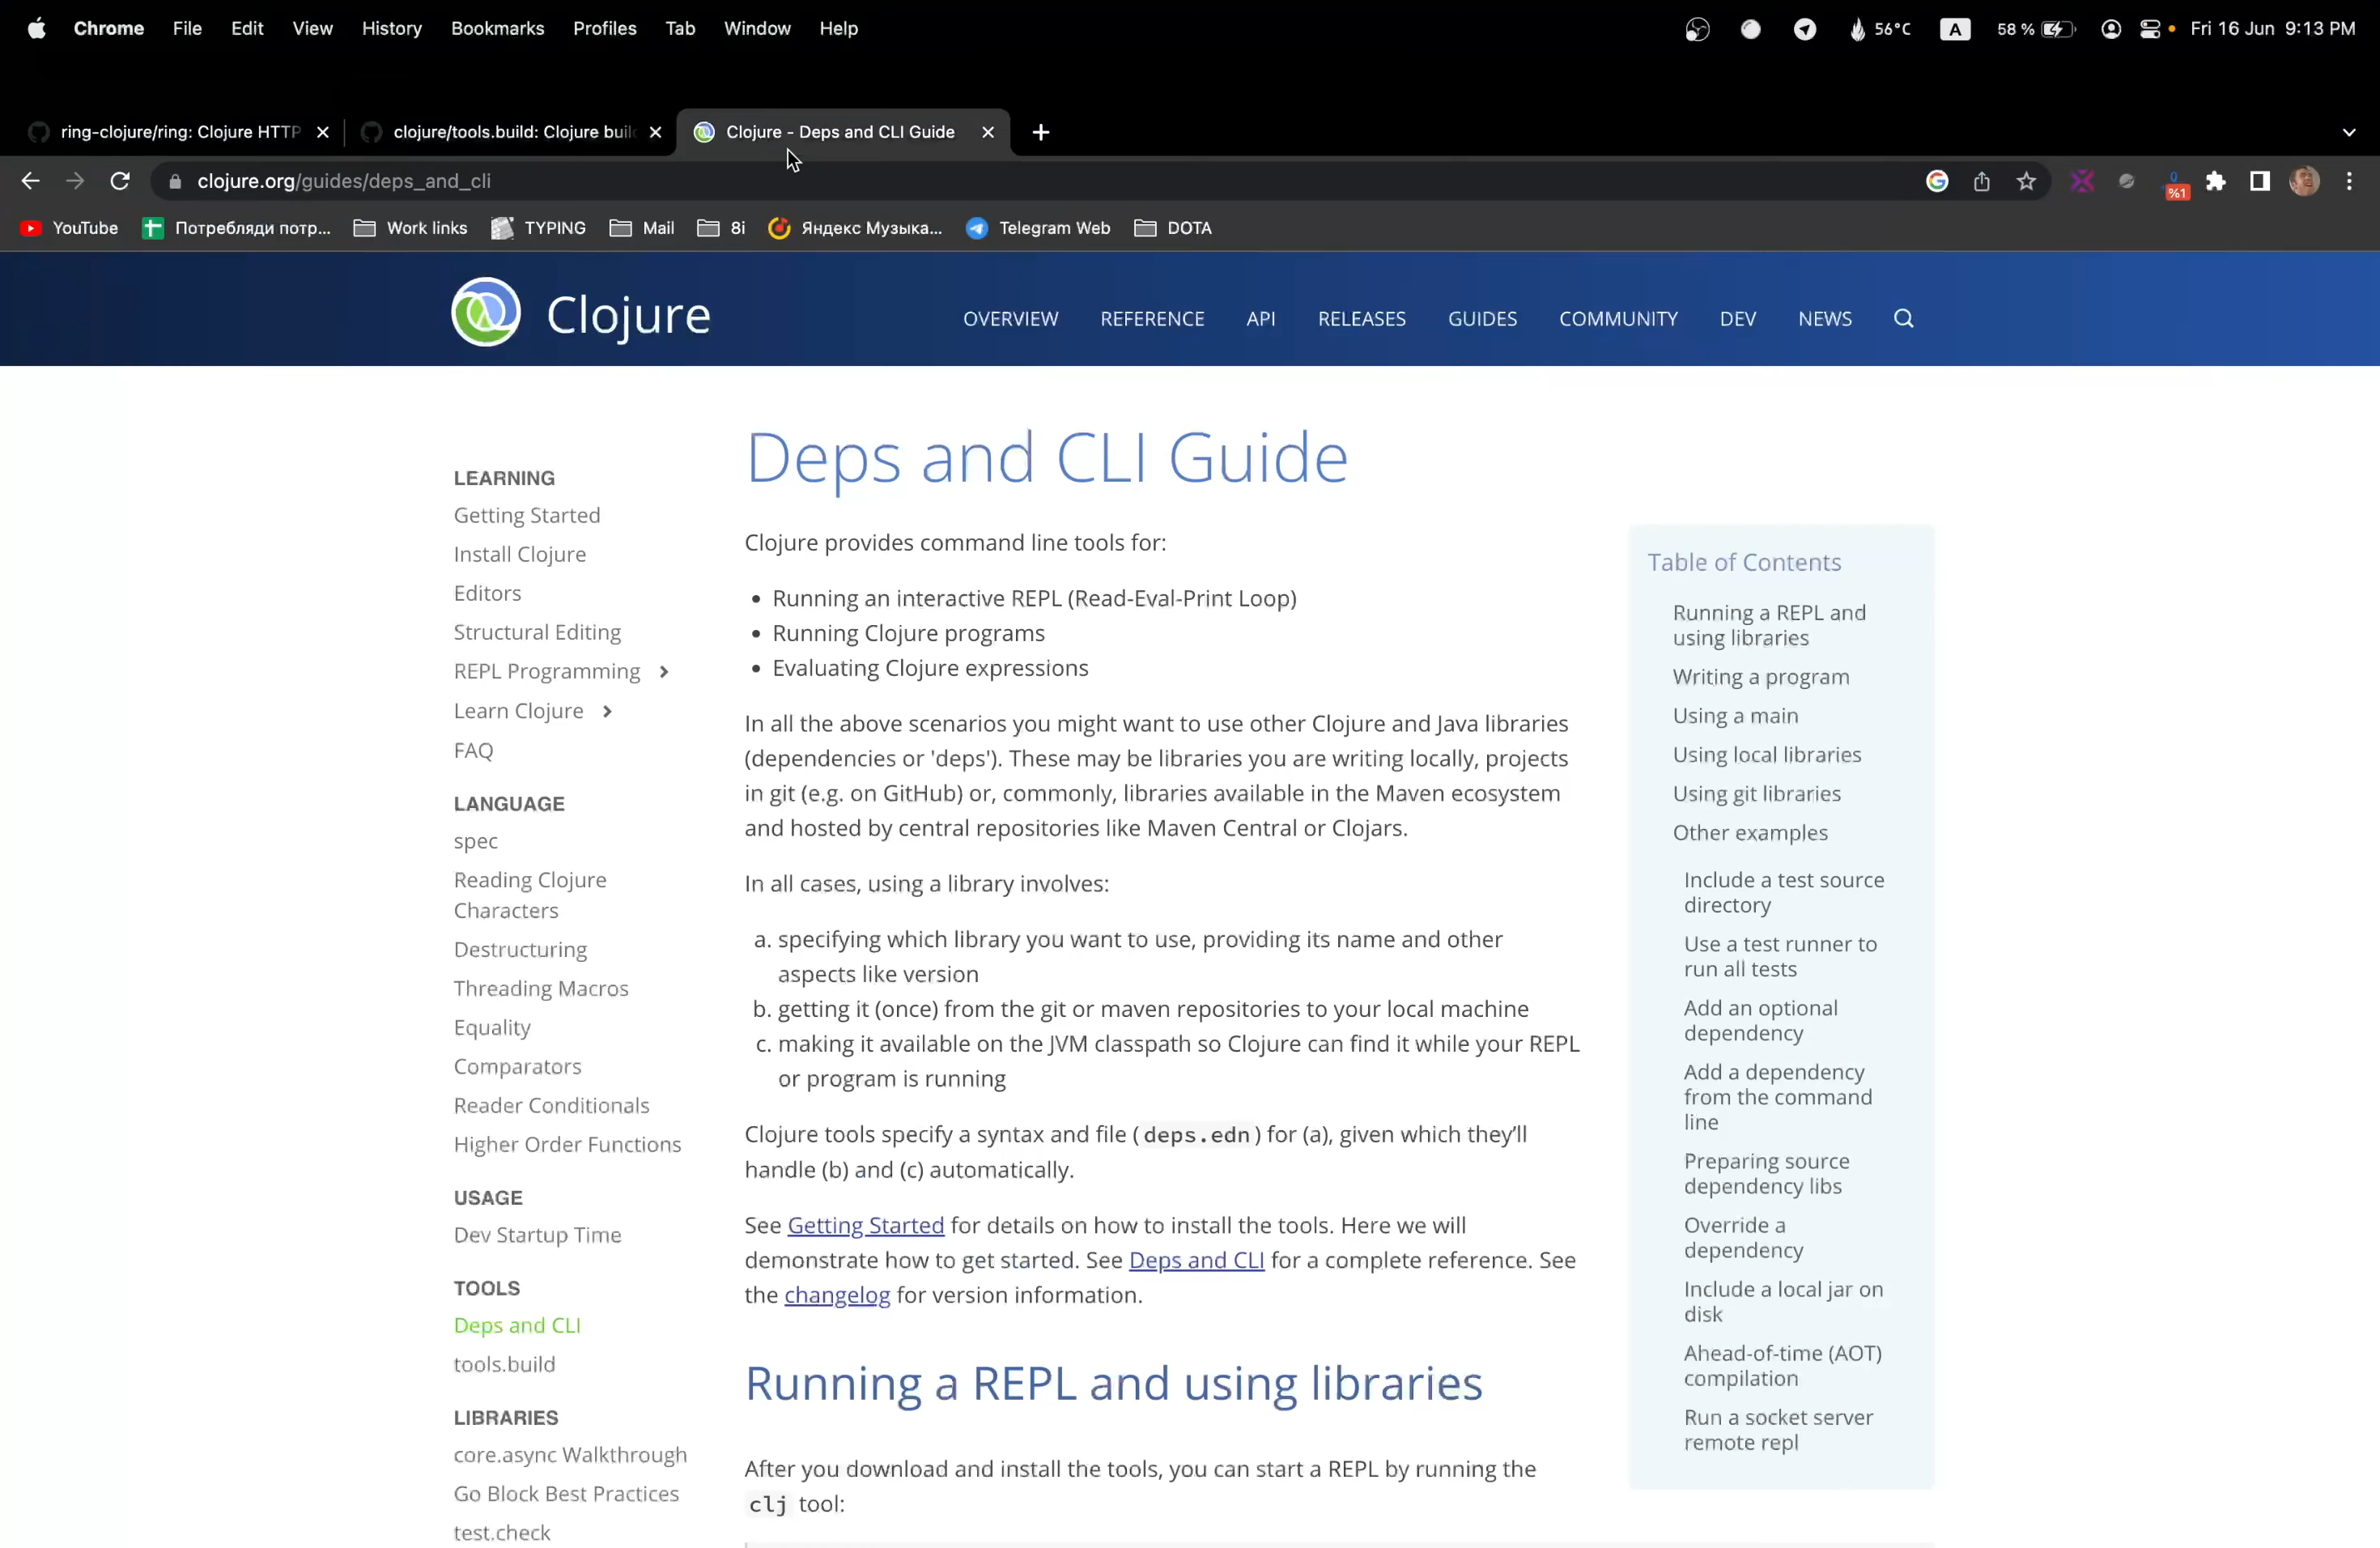 Chrome File Edit View History Bookmarks Profiles Tab Window Help
56°C A 58 % Fri 16 Jun 9:13 PM
ring-clojure/ring: Clojure HTTP
clojure/tools.build: Clojure buil
Clojure - Deps and CLI Guide
clojure.org/guides/deps_and_cli
0
%1
YouTube Потребляди потр... Work links TYPING Mail 8i Яндекс Музыка... Telegram Web DOTA
Clojure
OVERVIEW REFERENCE API RELEASES GUIDES COMMUNITY DEV NEWS
LEARNING
Getting Started
Install Clojure
Editors
Structural Editing
REPL Programming
Learn Clojure
FAQ
LANGUAGE
spec
Reading Clojure
Characters
Destructuring
Threading Macros
Equality
Comparators
Reader Conditionals
Higher Order Functions
USAGE
Dev Startup Time
TOOLS
Deps and CLI
tools.build
LIBRARIES
core.async Walkthrough
Go Block Best Practices
test.check
Deps and CLI Guide
Clojure provides command line tools for:
• Running an interactive REPL (Read-Eval-Print Loop)
• Running Clojure programs
• Evaluating Clojure expressions
In all the above scenarios you might want to use other Clojure and Java libraries
(dependencies or 'deps'). These may be libraries you are writing locally, projects
in git (e.g. on GitHub) or, commonly, libraries available in the Maven ecosystem
and hosted by central repositories like Maven Central or Clojars.
In all cases, using a library involves:
a. specifying which library you want to use, providing its name and other
aspects like version
b. getting it (once) from the git or maven repositories to your local machine
c. making it available on the JVM classpath so Clojure can find it while your REPL
or program is running
Clojure tools specify a syntax and file (deps.edn) for (a), given which they'll
handle (b) and (c) automatically.
See Getting Started for details on how to install the tools. Here we will
demonstrate how to get started. See Deps and CLI for a complete reference. See
the changelog for version information.
Running a REPL and using libraries
After you download and install the tools, you can start a REPL by running the
clj tool:
Table of Contents
Running a REPL and
using libraries
Writing a program
Using a main
Using local libraries
Using git libraries
Other examples
Include a test source
directory
Use a test runner to
run all tests
Add an optional
dependency
Add a dependency
from the command
line
Preparing source
dependency libs
Override a
dependency
Include a local jar on
disk
Ahead-of-time (AOT)
compilation
Run a socket server
remote repl